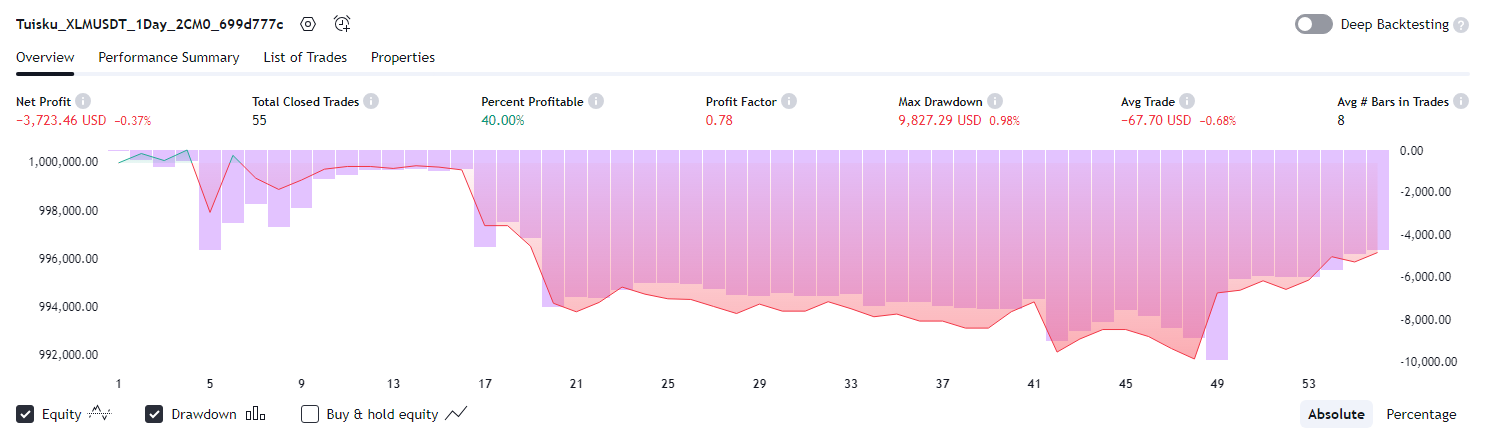 Tuisku_XLMUSDT_1Day_2CM0_699d777c
Deep Backtesting ?
Overview Performance Summary List of Trades Properties
Net Profit Total Closed Trades Percent Profitable Profit Factor Max Drawdown Avg Trade Avg # Bars in Trades
−3,723.46 USD −0.37% 55 40.00% 0.78 9,827.29 USD 0.98% −67.70 USD −0.68% 8
1,000,000.00 0.00
998,000.00 -2,000.00
996,000.00 -4,000.00
994,000.00 -6,000.00
992,000.00 -8,000.00
-10,000.00
1 5 9 13 17 21 25 29 33 37 41 45 49 53
Equity Drawdown Buy & hold equity Absolute Percentage